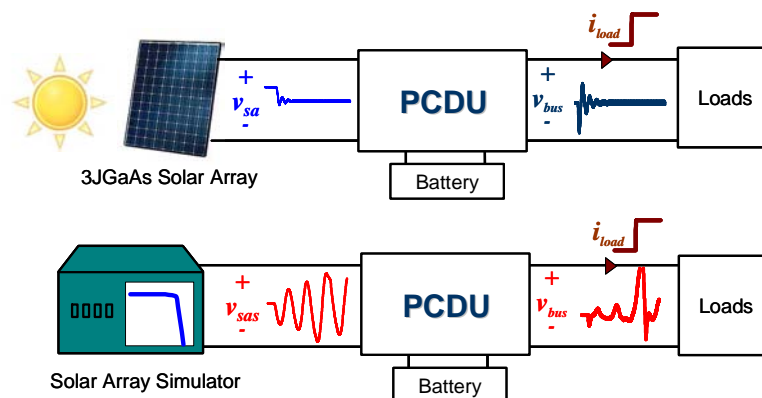 i_load
+
v_sa
-
PCDU
+
v_bus
-
Loads
3JGaAs Solar Array
Battery
i_load
+
v_sas
-
PCDU
+
v_bus
-
Loads
Solar Array Simulator
Battery